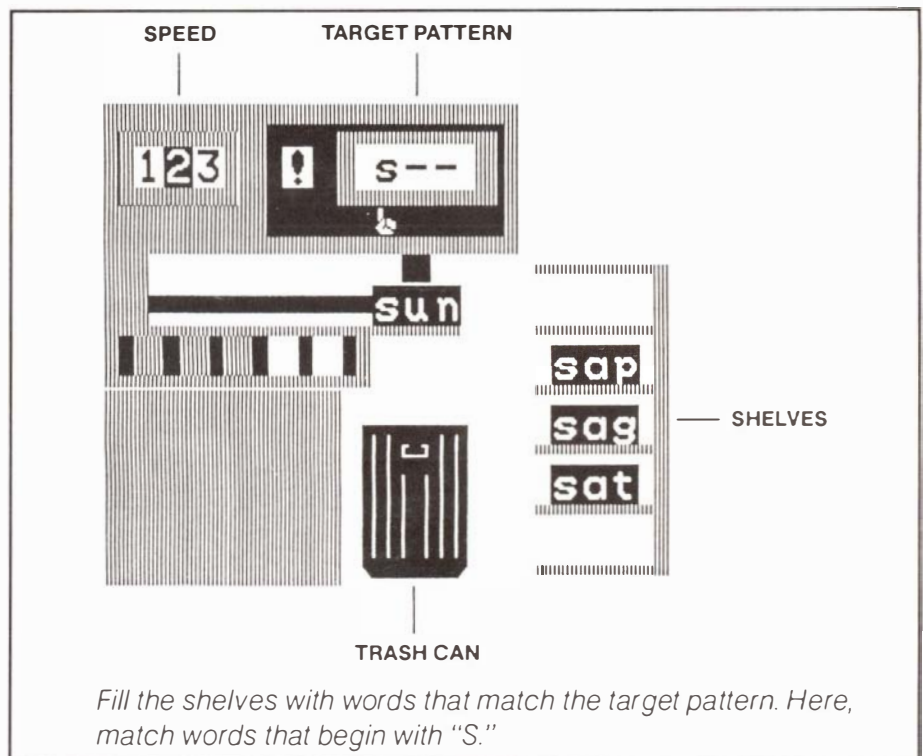 SPEED TARGET PATTERN
123 ! s--
sun
sap
sag
SHELVES
sat
TRASH CAN
Fill the shelves with words that match the target pattern. Here,
match words that begin with “S.”